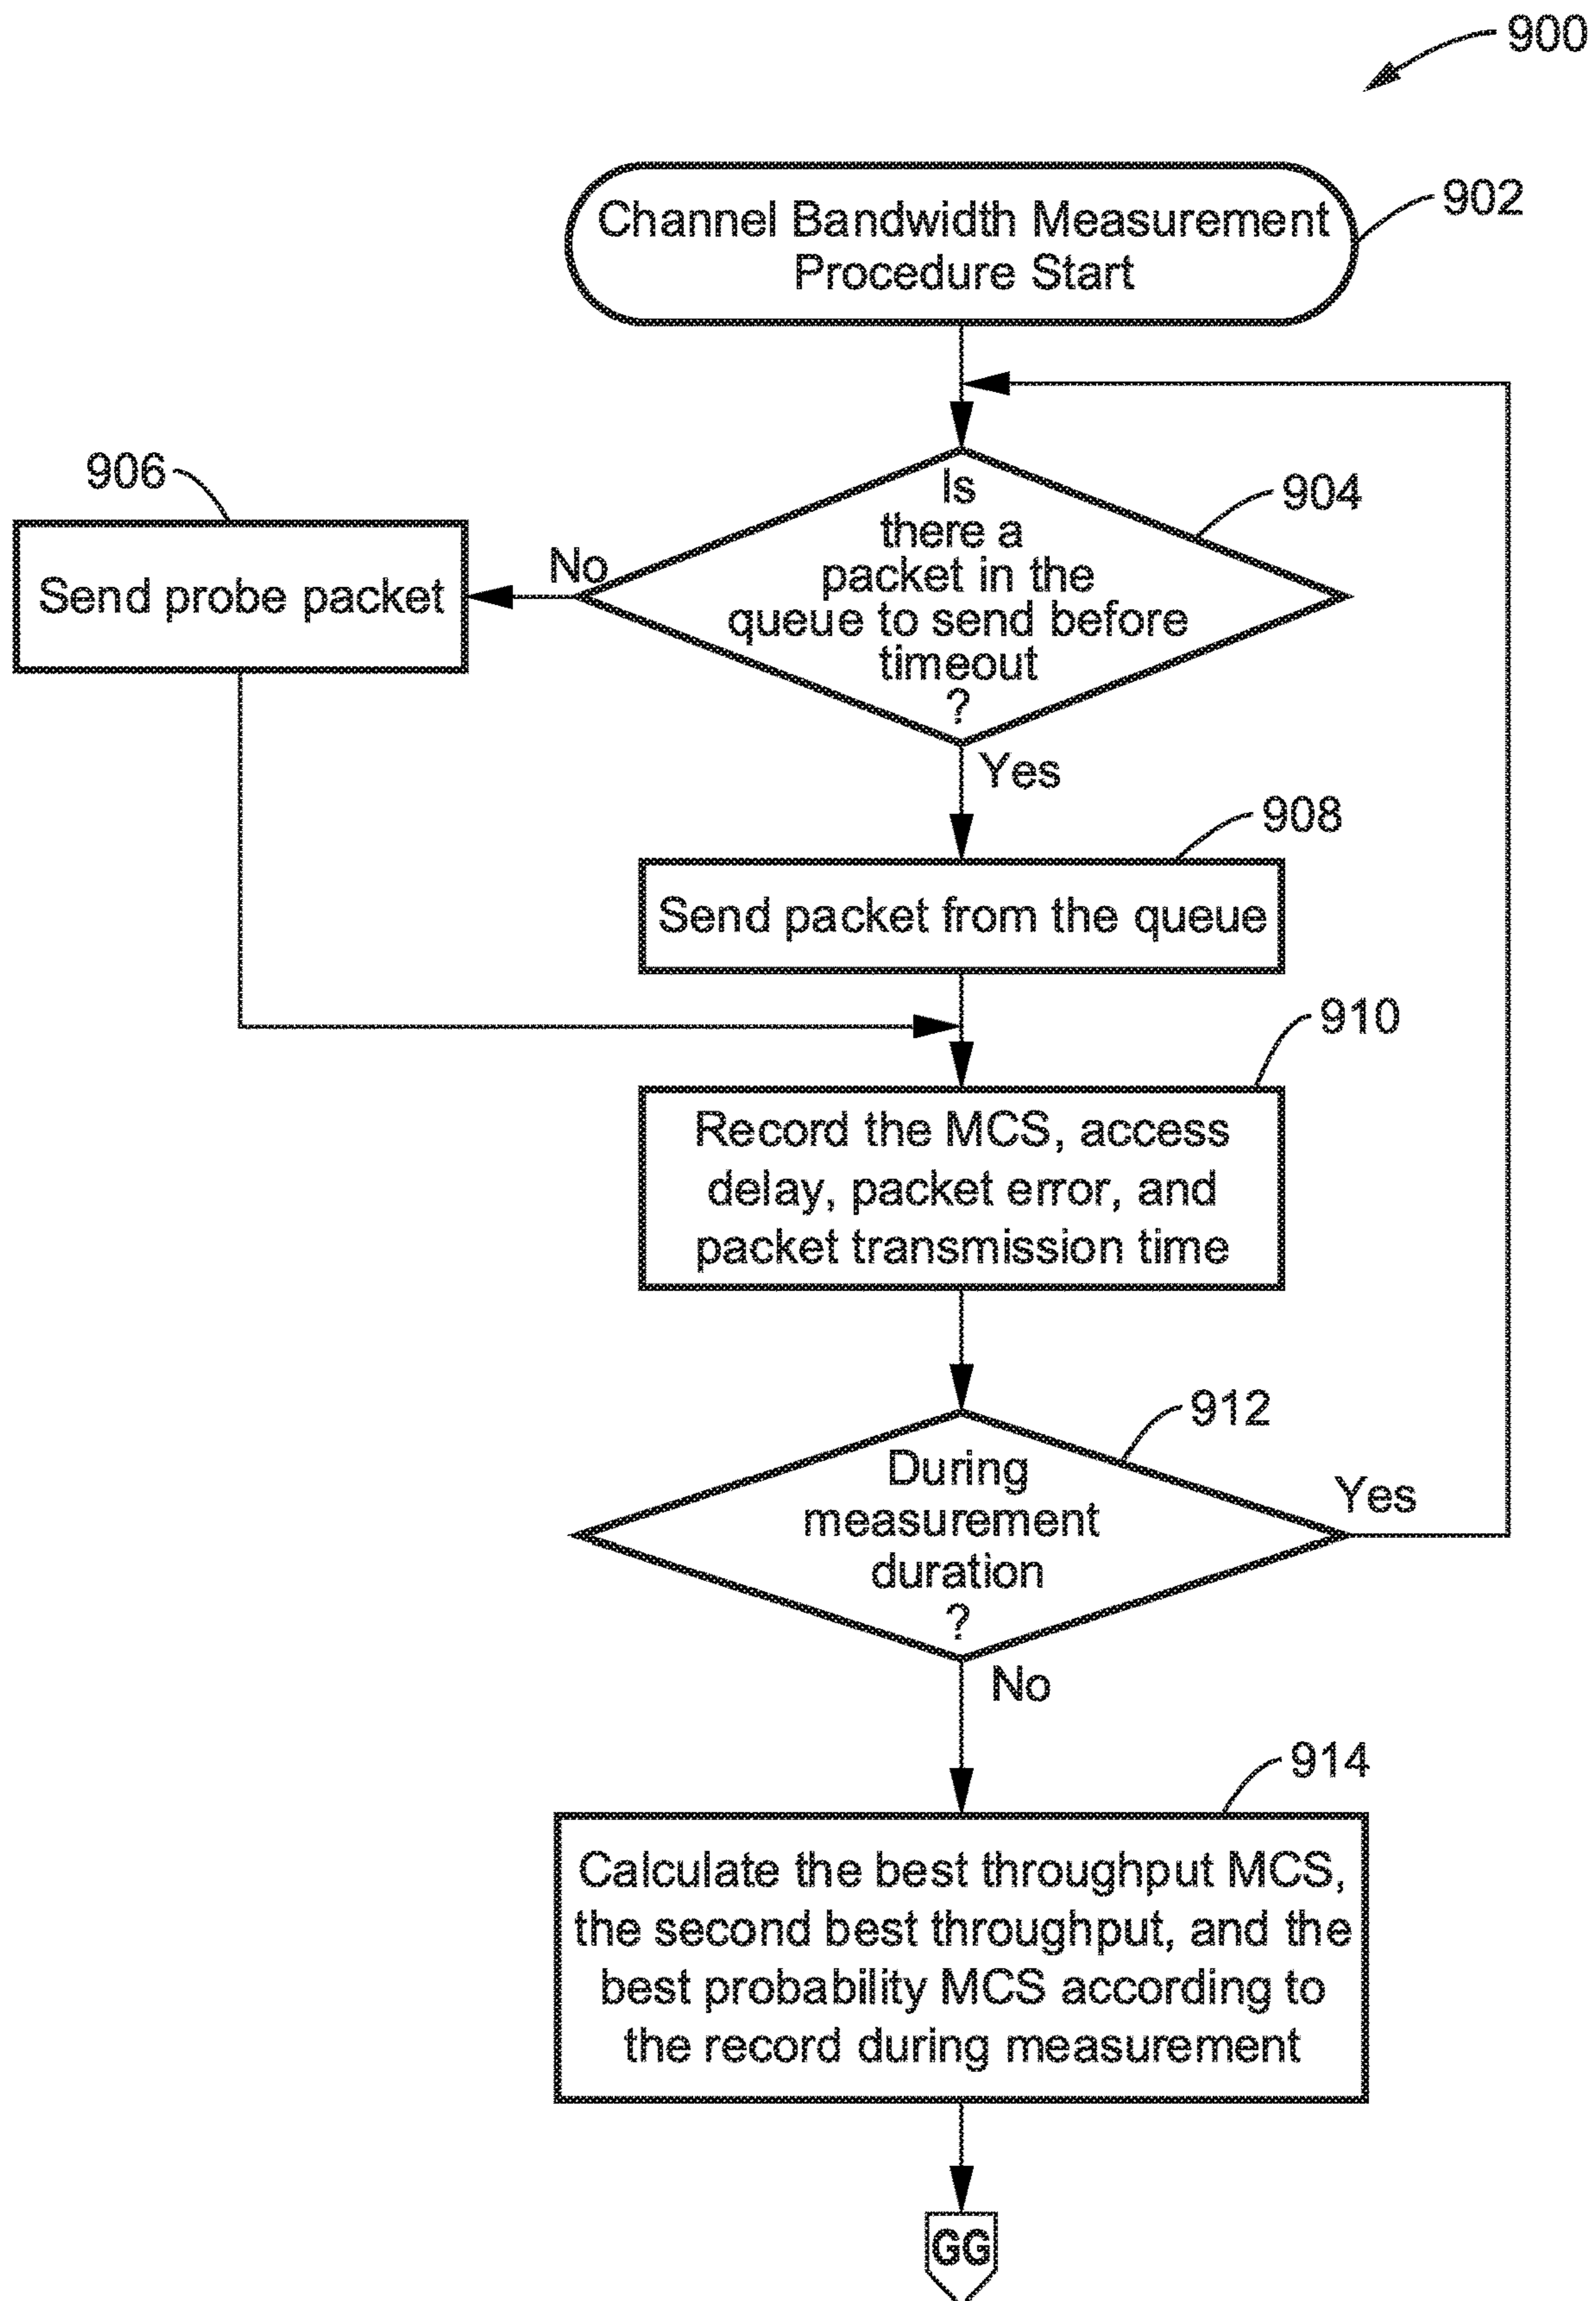 900
Channel Bandwidth Measurement
Procedure Start
902
906
Send probe packet
No
Is
there a
packet in the
queue to send before
timeout
?
904
Yes
908
Send packet from the queue
910
Record the MCS, access
delay, packet error, and
packet transmission time
912
During
measurement
duration
?
Yes
No
914
Calculate the best throughput MCS,
the second best throughput, and the
best probability MCS according to
the record during measurement
GG